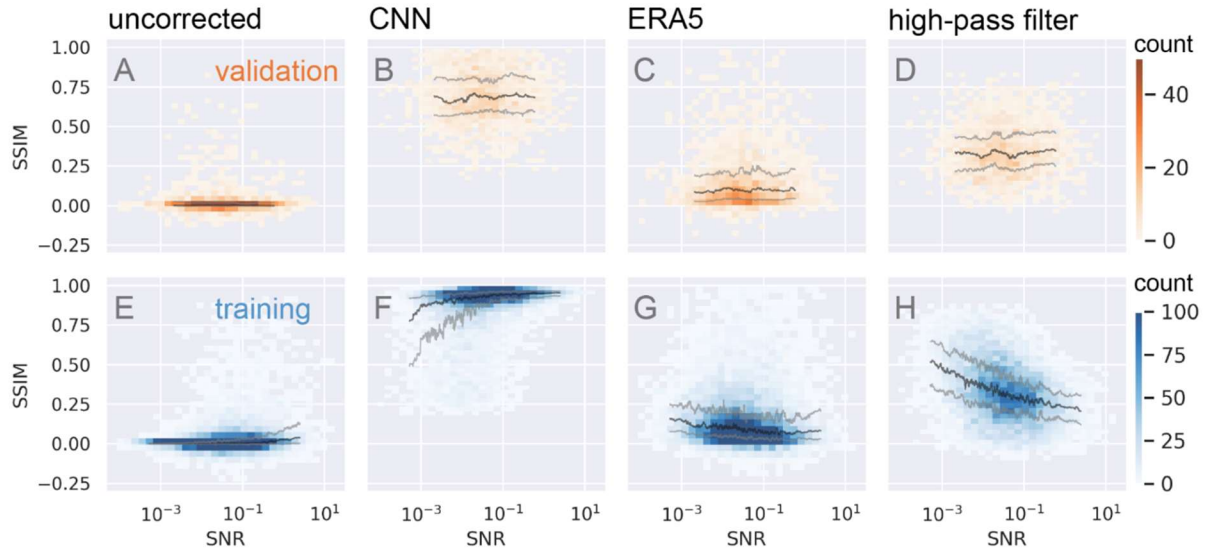 uncorrected CNN ERA5 high-pass filter
count
1.00
0.75
0.50
0.25
0.00
−0.25
SSIM
A validation B C D
40
20
0
count
1.00
0.75
0.50
0.25
0.00
−0.25
SSIM
E training F G H
100
75
50
25
0
10⁻³ 10⁻¹ 10¹ 10⁻³ 10⁻¹ 10¹ 10⁻³ 10⁻¹ 10¹ 10⁻³ 10⁻¹ 10¹
SNR SNR SNR SNR